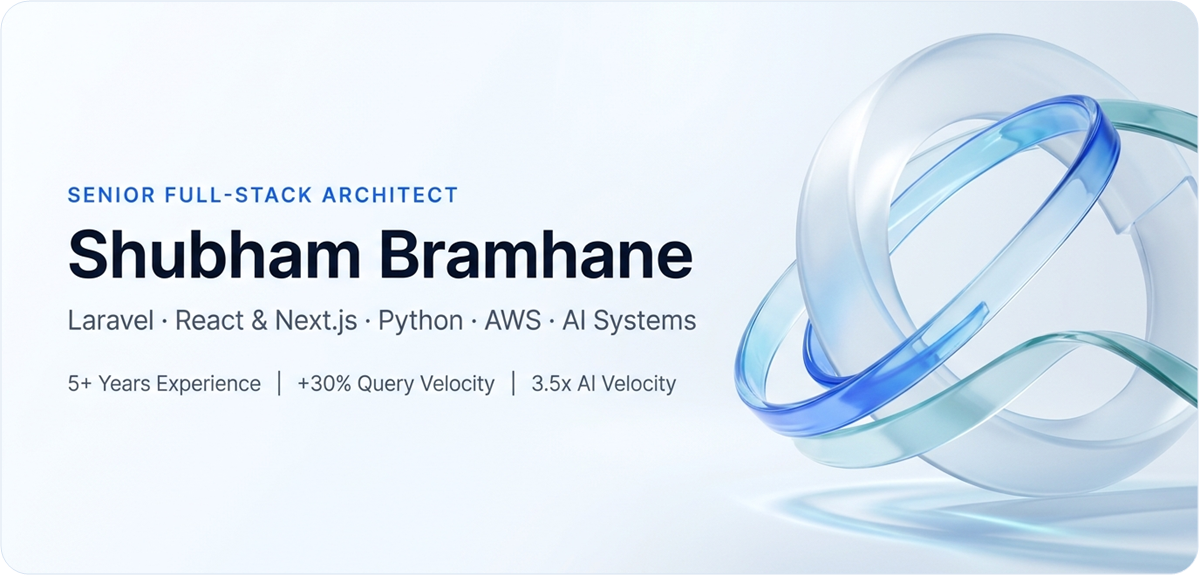 SENIOR FULL-STACK ARCHITECT
Shubham Bramhane
Laravel · React & Next.js · Python · AWS · AI Systems
5+ Years Experience | +30% Query Velocity | 3.5x AI Velocity